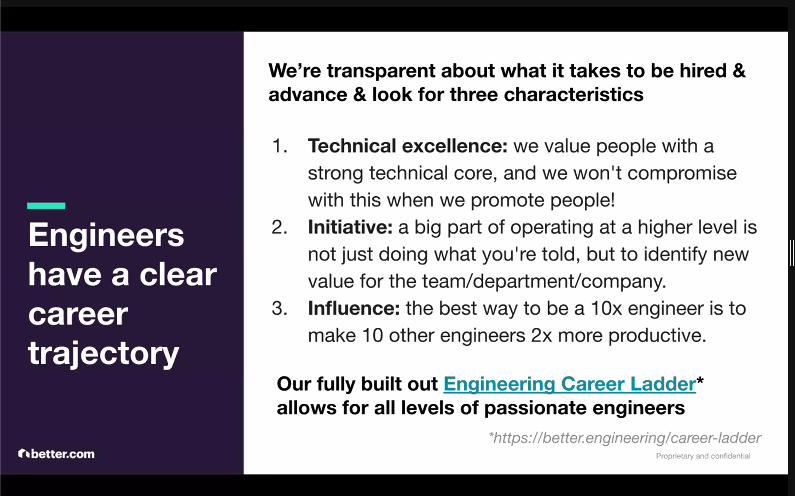 Engineers
have a clear
career
trajectory
better.com
We’re transparent about what it takes to be hired &
advance & look for three characteristics
1. Technical excellence: we value people with a
strong technical core, and we won't compromise
with this when we promote people!
2. Initiative: a big part of operating at a higher level is
not just doing what you're told, but to identify new
value for the team/department/company.
3. Influence: the best way to be a 10x engineer is to
make 10 other engineers 2x more productive.
Our fully built out Engineering Career Ladder*
allows for all levels of passionate engineers
*https://better.engineering/career-ladder
Proprietary and confidential